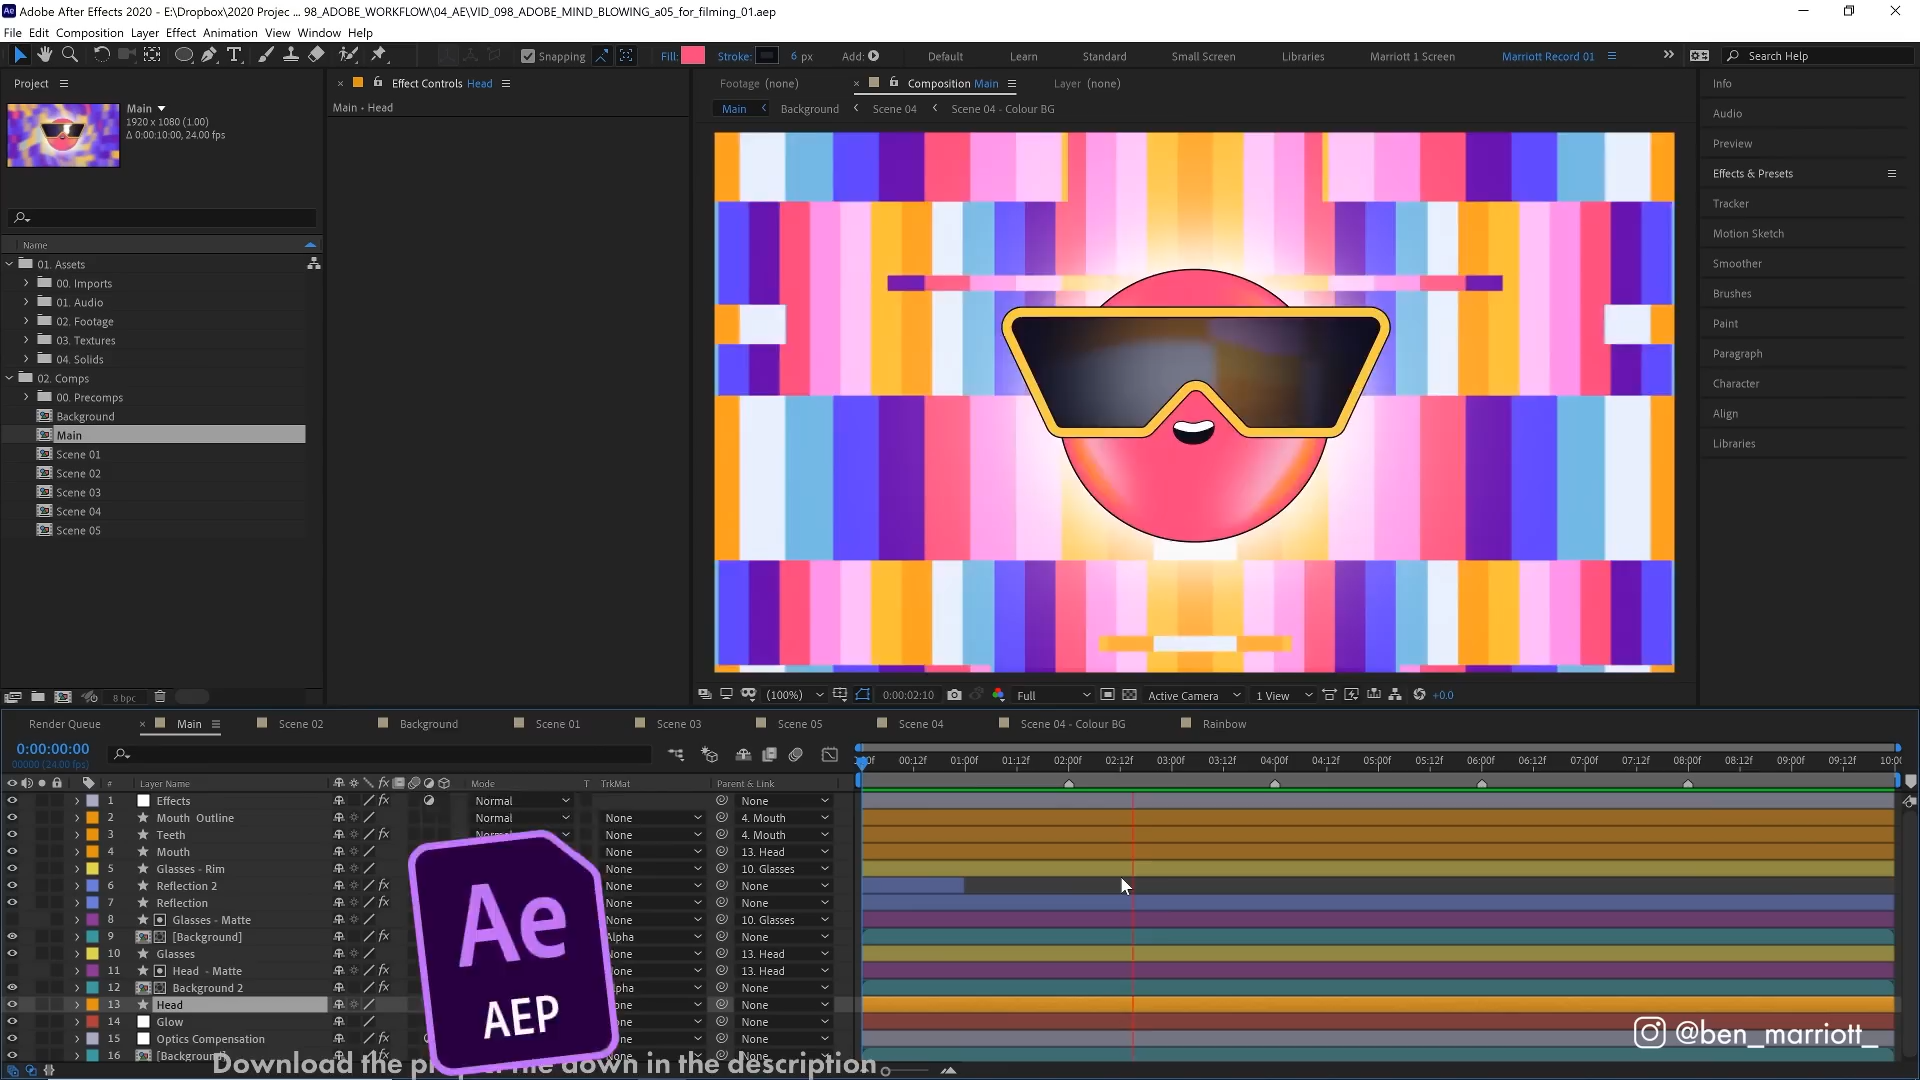 Adobe After Effects 2020 - E:\Dropbox\2020 Projec ... 98_ADOBE_WORKFLOW\04_AE\VID_098_ADOBE_MIND_BLOWING_a05_for_filming_01.aep
File Edit Composition Layer Effect Animation View Window Help
Snapping Fill: Stroke: 6 px Add: Default Learn Standard Small Screen Libraries Marriott 1 Screen Marriott Record 01 Search Help
Project Effect Controls Head Footage (none) Composition Main Layer (none) Info
Main
1920 x 1080 (1.00)
Δ 0:00:10:00, 24.00 fps
Main • Head
Main Background Scene 04 Scene 04 - Colour BG
Audio
Preview
Effects & Presets
Tracker
Motion Sketch
Smoother
Brushes
Paint
Paragraph
Character
Align
Libraries
Name
01. Assets
00. Imports
01. Audio
02. Footage
03. Textures
04. Solids
02. Comps
00. Precomps
Background
Main
Scene 01
Scene 02
Scene 03
Scene 04
Scene 05
8 bpc
(100%) 0:00:02:10 Full Active Camera 1 View +0.0
Render Queue Main Scene 02 Background Scene 01 Scene 03 Scene 05 Scene 04 Scene 04 - Colour BG Rainbow
0:00:00:00
00000 (24.00 fps)
00:12f 01:00f 01:12f 02:00f 02:12f 03:00f 03:12f 04:00f 04:12f 05:00f 05:12f 06:00f 06:12f 07:00f 07:12f 08:00f 08:12f 09:00f 09:12f
# Layer Name Mode T TrkMat Parent & Link
1 Effects Normal None
2 Mouth Outline Normal None 4. Mouth
3 Teeth None 4. Mouth
4 Mouth None 13. Head
5 Glasses - Rim None 10. Glasses
6 Reflection 2 None None
7 Reflection None None
8 Glasses - Matte None 10. Glasses
9 [Background] Alpha None
10 Glasses None 13. Head
11 Head - Matte None 13. Head
12 Background 2 None
13 Head None
14 Glow None None
15 Optics Compensation None None
16 None None
Ae
AEP
Download the down in the description
@ben_marriott_